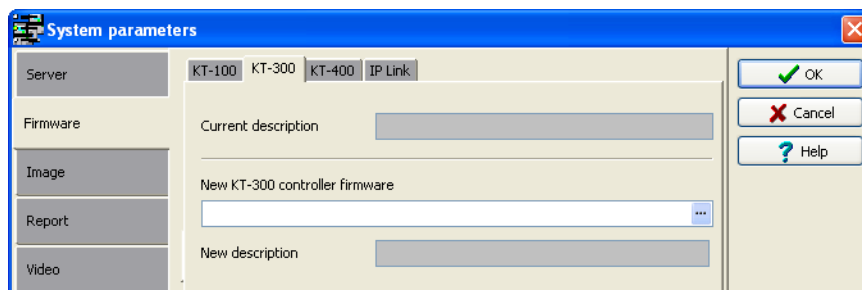 System parameters
Server
Firmware
Image
Report
Video
KT-100 KT-300 KT-400 IP Link
Current description
New KT-300 controller firmware
...
New description
OK
Cancel
? Help